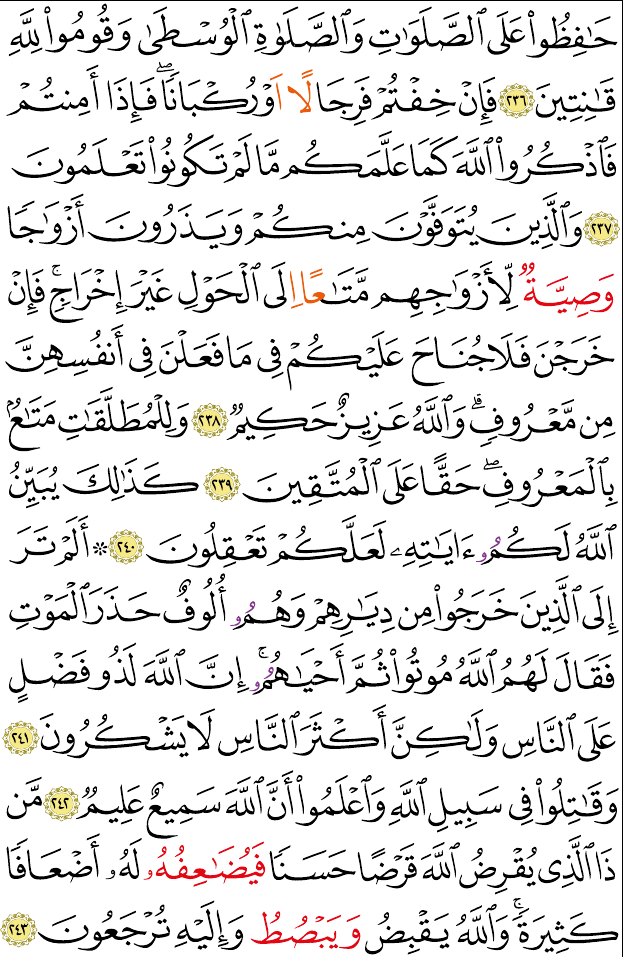 حَٰفِظُوا۟ عَلَى ٱلصَّلَوَٰتِ وَٱلصَّلَوٰةِ ٱلْوُسْطَىٰ وَقُومُوا۟ لِلَّهِ
قَٰنِتِينَ ٢٣٦ فَإِنْ خِفْتُمْ فَرِجَالًا اَوْ رُكْبَانًا ۖ فَإِذَا أَمِنتُمْ
فَٱذْكُرُوا۟ ٱللَّهَ كَمَا عَلَّمَكُم مَّا لَمْ تَكُونُوا۟ تَعْلَمُونَ
٢٣٧ وَٱلَّذِينَ يُتَوَفَّوْنَ مِنكُمْ وَيَذَرُونَ أَزْوَٰجًا
وَصِيَّةٌ لِّأَزْوَٰجِهِم مَّتَٰعًا اِلَى ٱلْحَوْلِ غَيْرَ إِخْرَاجٍ ۚ فَإِنْ
خَرَجْنَ فَلَا جُنَاحَ عَلَيْكُمْ فِى مَا فَعَلْنَ فِى أَنفُسِهِنَّ
مِن مَّعْرُوفٍ ۗ وَٱللَّهُ عَزِيزٌ حَكِيمٌ ٢٣٨ وَلِلْمُطَلَّقَٰتِ مَتَٰعٌۢ
بِٱلْمَعْرُوفِ ۖ حَقًّا عَلَى ٱلْمُتَّقِينَ ٢٣٩ كَذَٰلِكَ يُبَيِّنُ
ٱللَّهُ لَكُمُۥ ءَايَٰتِهِۦ لَعَلَّكُمْ تَعْقِلُونَ ٢٤٠ ۞ أَلَمْ تَرَ
إِلَى ٱلَّذِينَ خَرَجُوا۟ مِن دِيَٰرِهِمْ وَهُمُۥ أُلُوفٌ حَذَرَ ٱلْمَوْتِ
فَقَالَ لَهُمُ ٱللَّهُ مُوتُوا۟ ثُمَّ أَحْيَٰهُمُۥ ۚ إِنَّ ٱللَّهَ لَذُو فَضْلٍ
عَلَى ٱلنَّاسِ وَلَٰكِنَّ أَكْثَرَ ٱلنَّاسِ لَا يَشْكُرُونَ ٢٤١
وَقَٰتِلُوا۟ فِى سَبِيلِ ٱللَّهِ وَٱعْلَمُوا۟ أَنَّ ٱللَّهَ سَمِيعٌ عَلِيمٌ ٢٤٢ مَّن
ذَا ٱلَّذِى يُقْرِضُ ٱللَّهَ قَرْضًا حَسَنًا فَيُضَٰعِفُهُۥ لَهُۥ أَضْعَافًا
كَثِيرَةً ۚ وَٱللَّهُ يَقْبِضُ وَيَبْصُطُ وَإِلَيْهِ تُرْجَعُونَ ٢٤٣